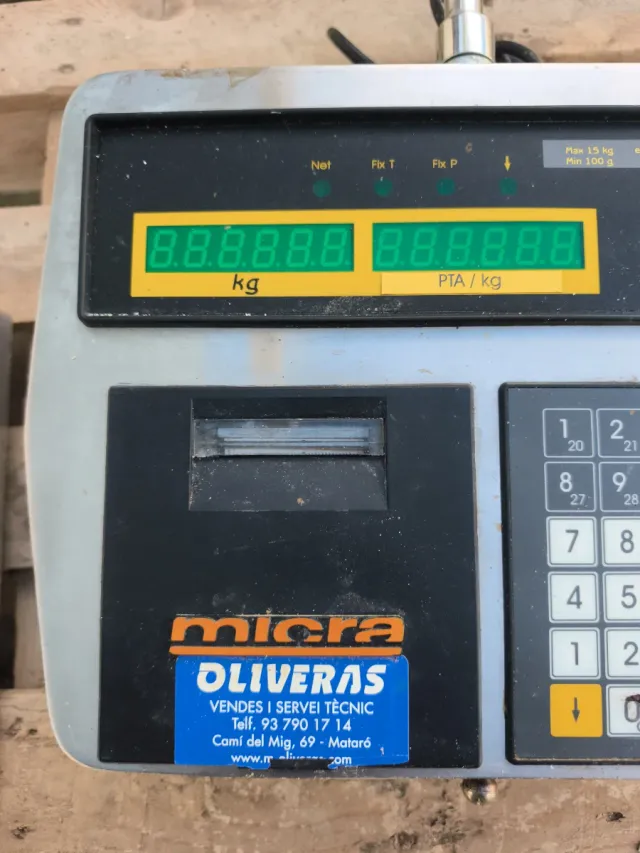 Net Fix T Fix P ↓
Max 15 kg e
Min 100 g
kg PTA / kg
1 20 2 21
8 27 9 28
7 8
4 5
1 2
↓ 0
micra
OLIVERAS
VENDES I SERVEI TÈCNIC
Telf. 93 790 17 14
Camí del Mig, 69 - Mataró